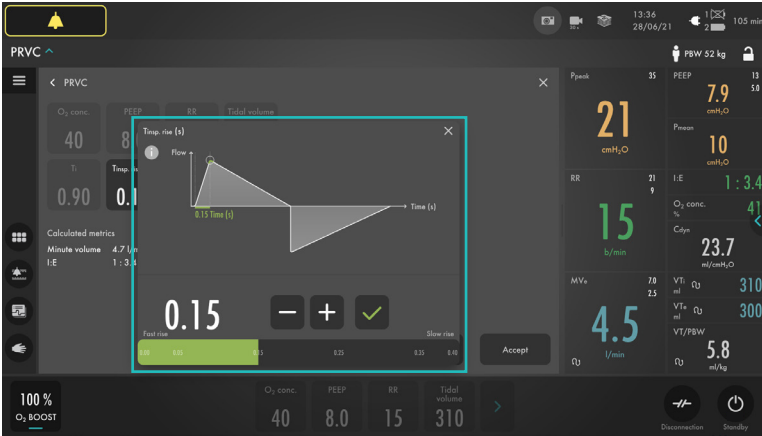 13:36
28/06/21
1
2
105 min
PRVC
PBW 52 kg
PRVC
O₂ conc.
PEEP
RR
Tidal volume
40
Ti
0.90
0.1
Calculated metrics
Minute volume 4.7
I:E 1 : 3.4
Tinsp. rise (s)
Flow
0.15 Time (s)
Time (s)
0.15
Fast rise
Slow rise
0.00 0.05 0.15 0.25 0.35 0.40
Accept
Ppeak 35
21
cmH₂O
PEEP 13
5.0
7.9
cmH₂O
Pmean
10
cmH₂O
RR 21
9
15
b/min
I:E
1 : 3.4
O₂ conc.
%
41
Cdyn
23.7
ml/cmH₂O
MVe 7.0
2.5
4.5
l/min
VTi
ml
310
VTe
ml
300
VT/PBW
5.8
ml/kg
100 %
O₂ BOOST
O₂ conc.
40
PEEP
8.0
RR
15
Tidal
volume
310
Disconnection
Standby